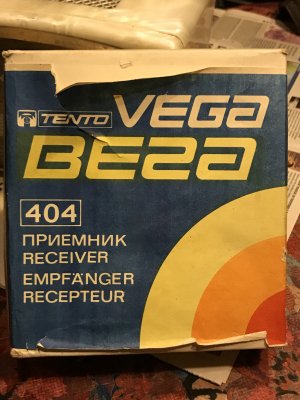 TENTO VEGA
ВЕГА
404
ПРИЕМНИК
RECEIVER
EMPFÄNGER
RECEPTEUR